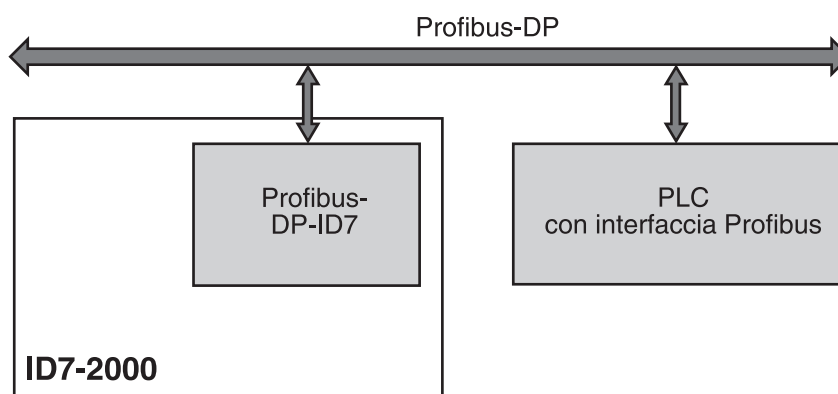 Profibus-DP
Profibus-
DP-ID7
PLC
con interfaccia Profibus
ID7-2000